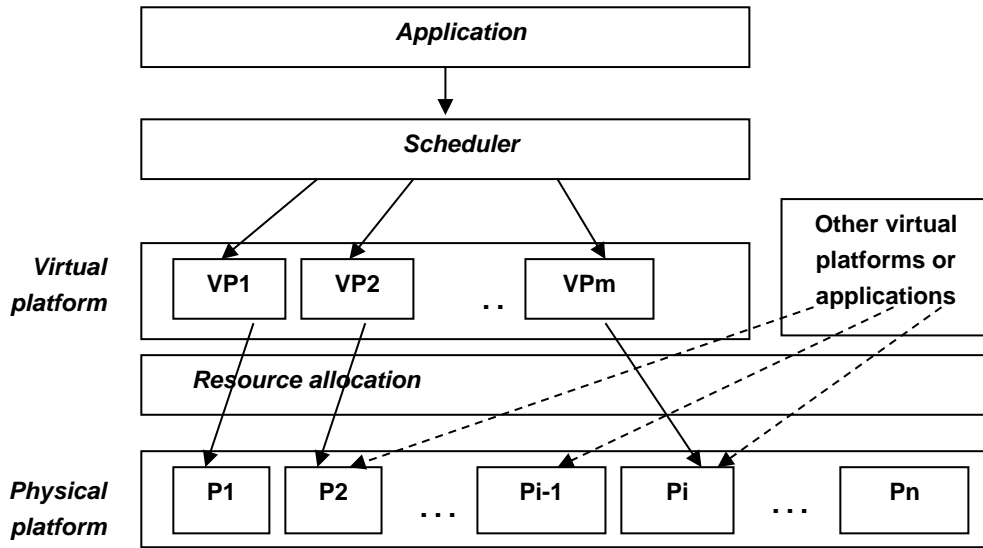 Application
Scheduler
Other virtual
platforms or
applications
Virtual
platform
VP1 VP2 . . VPm
Resource allocation
Physical
platform
P1 P2 . . . Pi-1 Pi . . . Pn